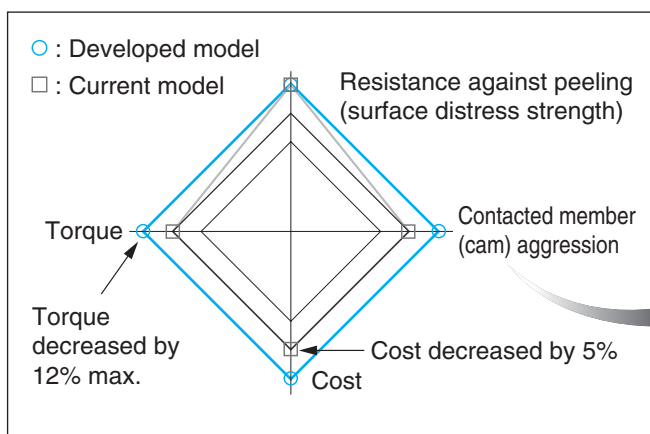 ○ : Developed model
□ : Current model
Resistance against peeling
(surface distress strength)
Torque
Contacted member
(cam) aggression
Torque
decreased by
12% max.
Cost decreased by 5%
Cost